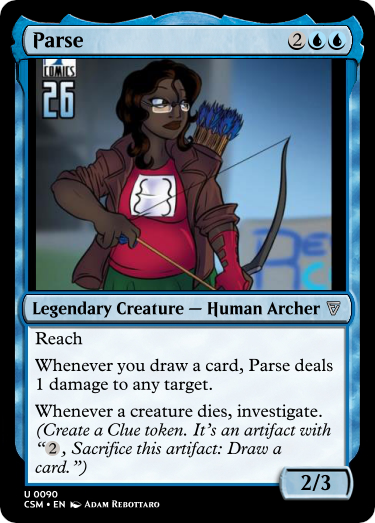 Parse 2
COMICS
26
RE
C
Legendary Creature — Human Archer
Reach
Whenever you draw a card, Parse deals
1 damage to any target.
Whenever a creature dies, investigate.
(Create a Clue token. It's an artifact with
“2, Sacrifice this artifact: Draw a
card.”)
2/3
U 0090
CSM • EN Adam Rebottaro